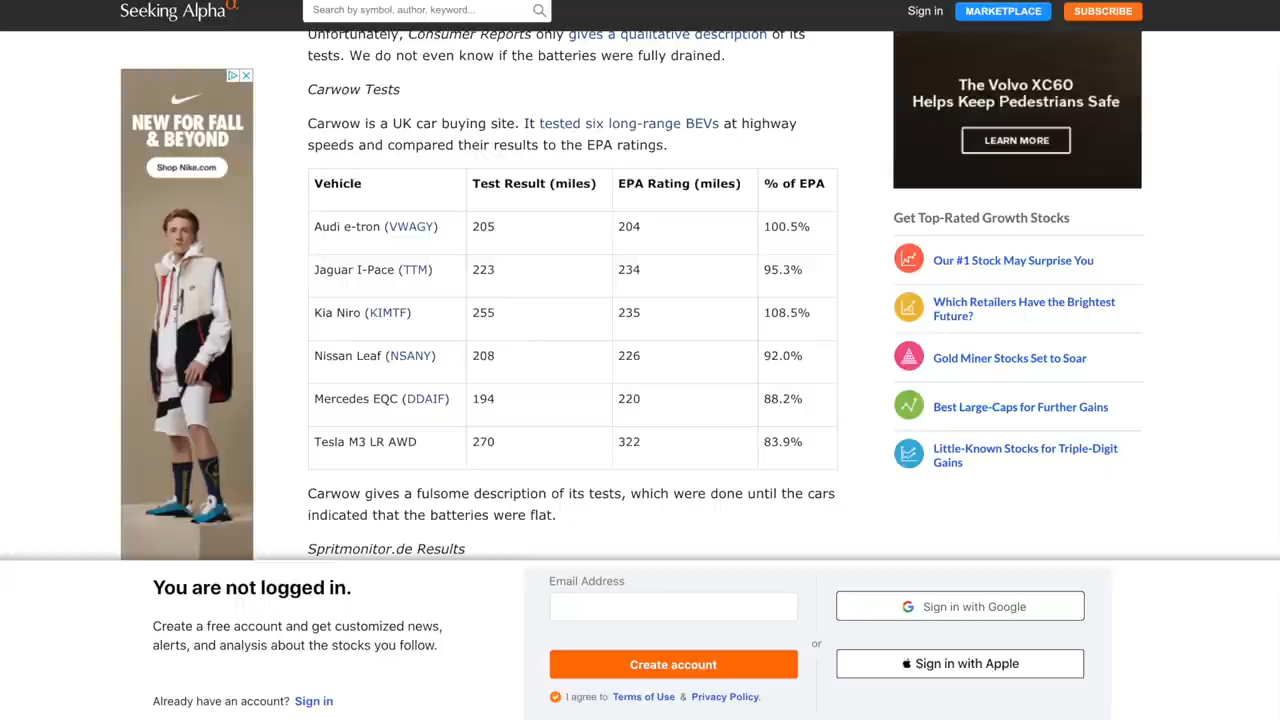 Seeking Alpha α
Search by symbol, author, keyword...
Sign in
MARKETPLACE
SUBSCRIBE
Unfortunately, Consumer Reports only gives a qualitative description of its
tests. We do not even know if the batteries were fully drained.
Carwow Tests
Carwow is a UK car buying site. It tested six long-range BEVs at highway
speeds and compared their results to the EPA ratings.
Vehicle Test Result (miles) EPA Rating (miles) % of EPA
Audi e-tron (VWAGY) 205 204 100.5%
Jaguar I-Pace (TTM) 223 234 95.3%
Kia Niro (KIMTF) 255 235 108.5%
Nissan Leaf (NSANY) 208 226 92.0%
Mercedes EQC (DDAIF) 194 220 88.2%
Tesla M3 LR AWD 270 322 83.9%
Carwow gives a fulsome description of its tests, which were done until the cars
indicated that the batteries were flat.
Spritmonitor.de Results
NEW FOR FALL
& BEYOND
Shop Nike.com
The Volvo XC60
Helps Keep Pedestrians Safe
LEARN MORE
Get Top-Rated Growth Stocks
Our #1 Stock May Surprise You
Which Retailers Have the Brightest
Future?
Gold Miner Stocks Set to Soar
Best Large-Caps for Further Gains
Little-Known Stocks for Triple-Digit
Gains
You are not logged in.
Create a free account and get customized news,
alerts, and analysis about the stocks you follow.
Already have an account? Sign in
Email Address
Create account
I agree to Terms of Use & Privacy Policy.
or
Sign in with Google
Sign in with Apple